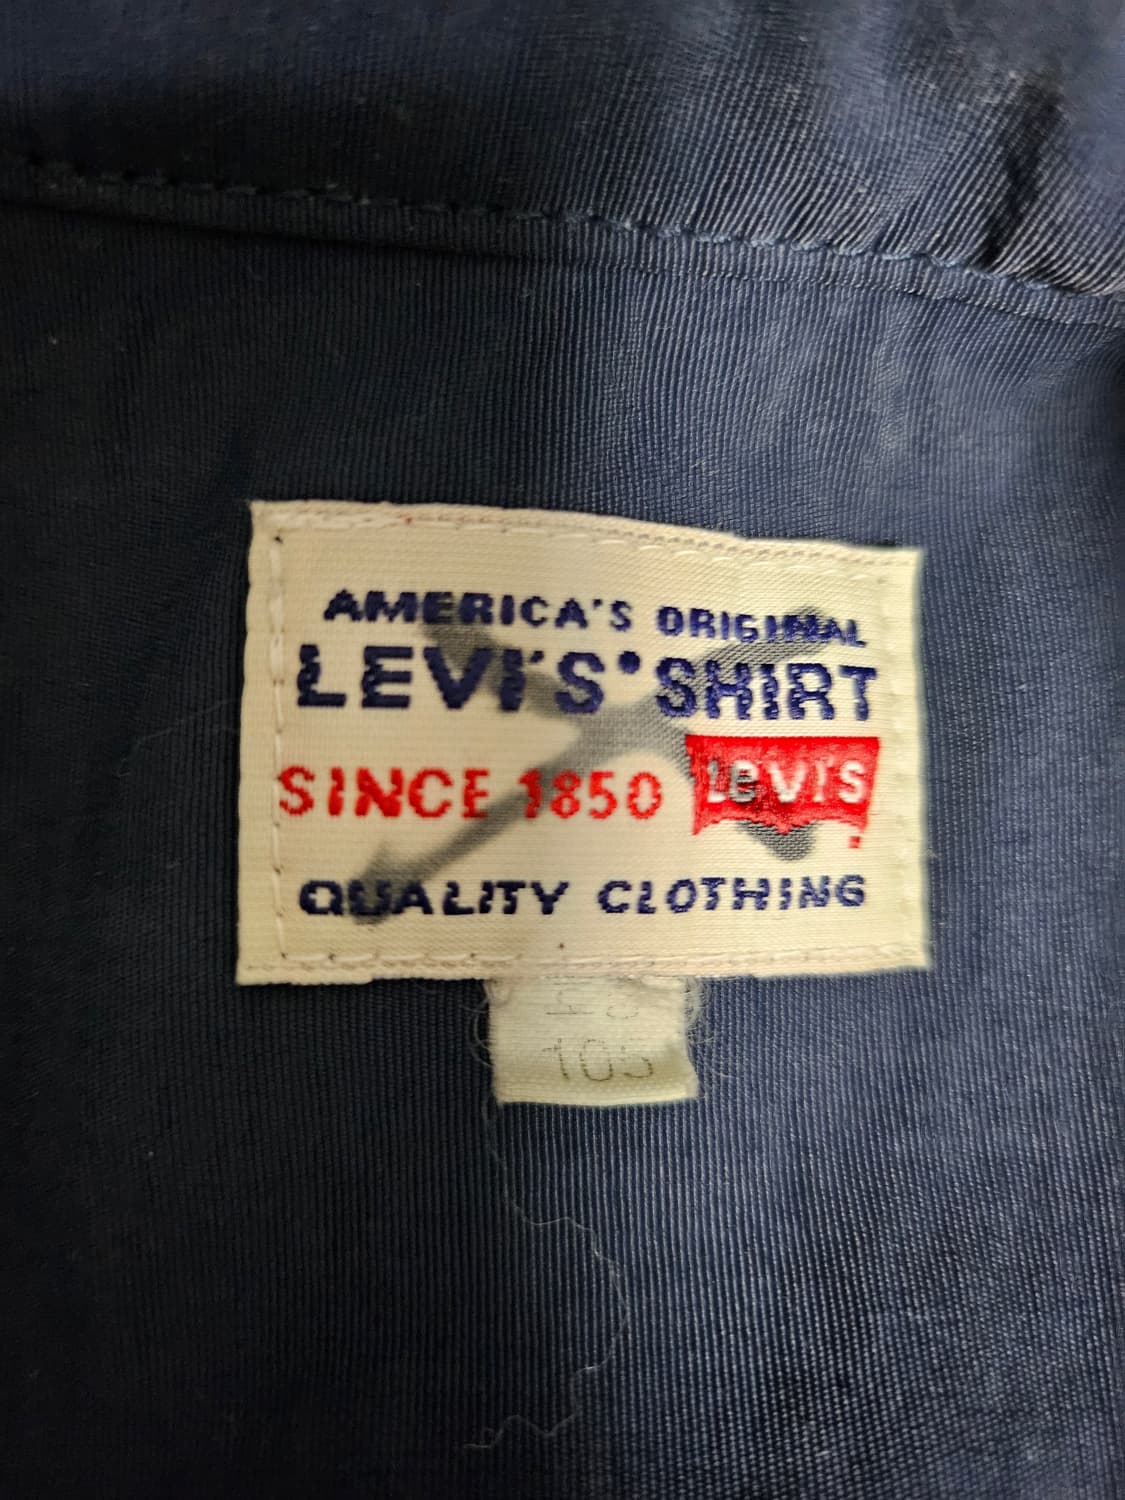 AMERICA'S ORIGINAL
LEVI'S® SHIRT
SINCE 1850 LEVI'S
QUALITY CLOTHING
105